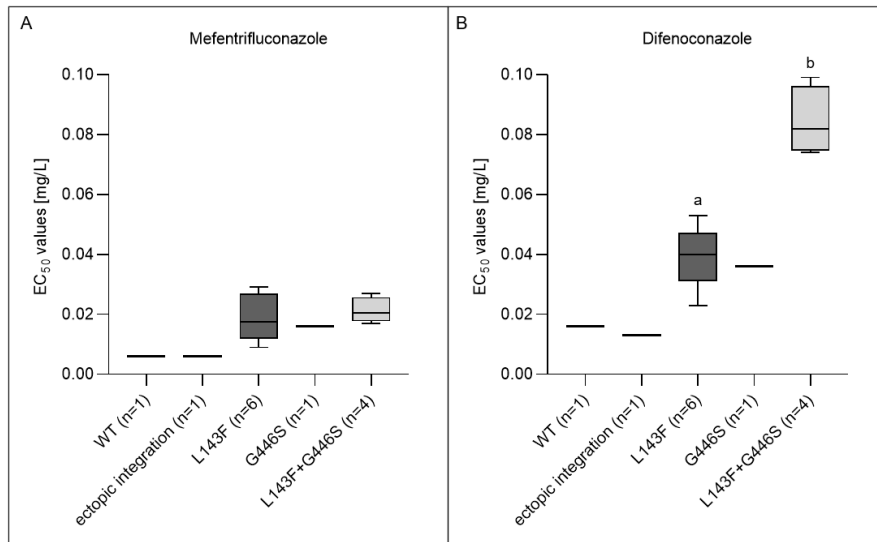 A
Mefentrifluconazole
EC50 values [mg/L]
0.10
0.08
0.06
0.04
0.02
0.00
WT (n=1)
ectopic integration (n=1)
L143F (n=6)
G446S (n=1)
L143F+G446S (n=4)
B
Difenoconazole
EC50 values [mg/L]
0.10
0.08
0.06
0.04
0.02
0.00
a
b
WT (n=1)
ectopic integration (n=1)
L143F (n=6)
G446S (n=1)
L143F+G446S (n=4)